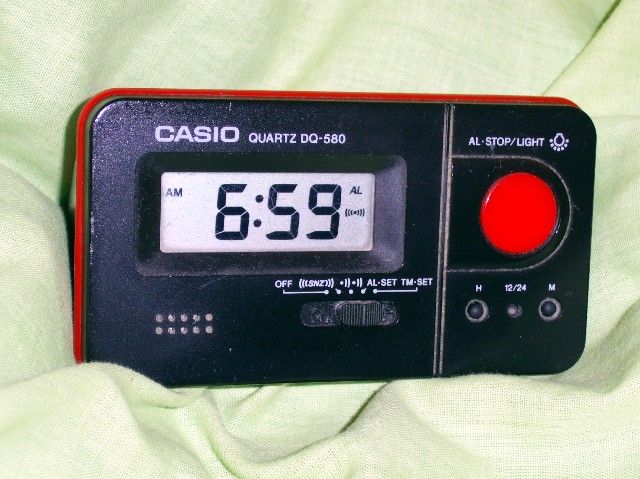 CASIO QUARTZ DQ-580
AL·STOP/LIGHT
AM 6:59 AL
OFF (((SNZ))) •))•)) AL·SET TM·SET
H 12/24 M